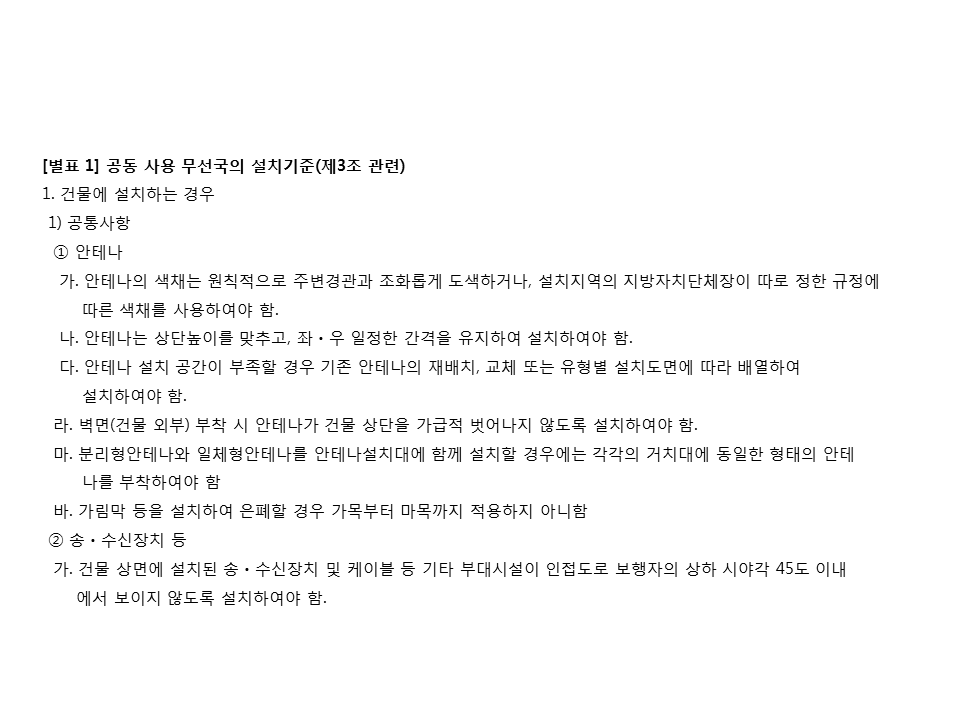 [별표 1] 공동 사용 무선국의 설치기준(제3조 관련)
1. 건물에 설치하는 경우
1) 공통사항
① 안테나
가. 안테나의 색채는 원칙적으로 주변경관과 조화롭게 도색하거나, 설치지역의 지방자치단체장이 따로 정한 규정에
따른 색채를 사용하여야 함.
나. 안테나는 상단높이를 맞추고, 좌・우 일정한 간격을 유지하여 설치하여야 함.
다. 안테나 설치 공간이 부족할 경우 기존 안테나의 재배치, 교체 또는 유형별 설치도면에 따라 배열하여
설치하여야 함.
라. 벽면(건물 외부) 부착 시 안테나가 건물 상단을 가급적 벗어나지 않도록 설치하여야 함.
마. 분리형안테나와 일체형안테나를 안테나설치대에 함께 설치할 경우에는 각각의 거치대에 동일한 형태의 안테
나를 부착하여야 함
바. 가림막 등을 설치하여 은폐할 경우 가목부터 마목까지 적용하지 아니함
② 송・수신장치 등
가. 건물 상면에 설치된 송・수신장치 및 케이블 등 기타 부대시설이 인접도로 보행자의 상하 시야각 45도 이내
에서 보이지 않도록 설치하여야 함.